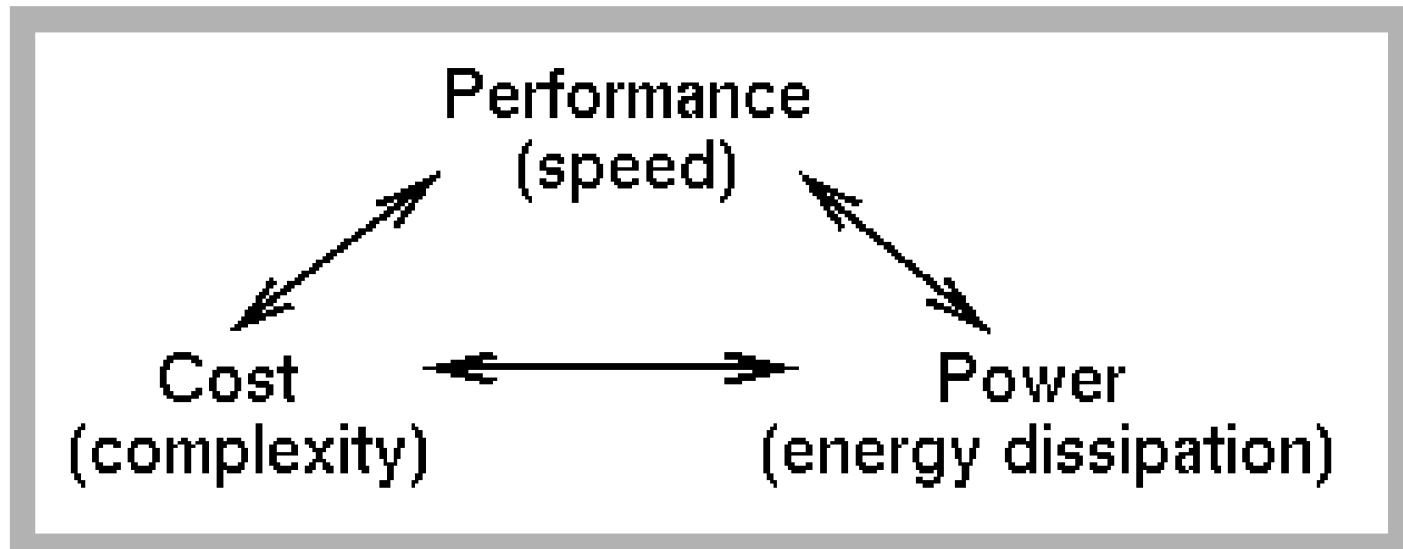 Performance
(speed)
Cost
(complexity)
Power
(energy dissipation)